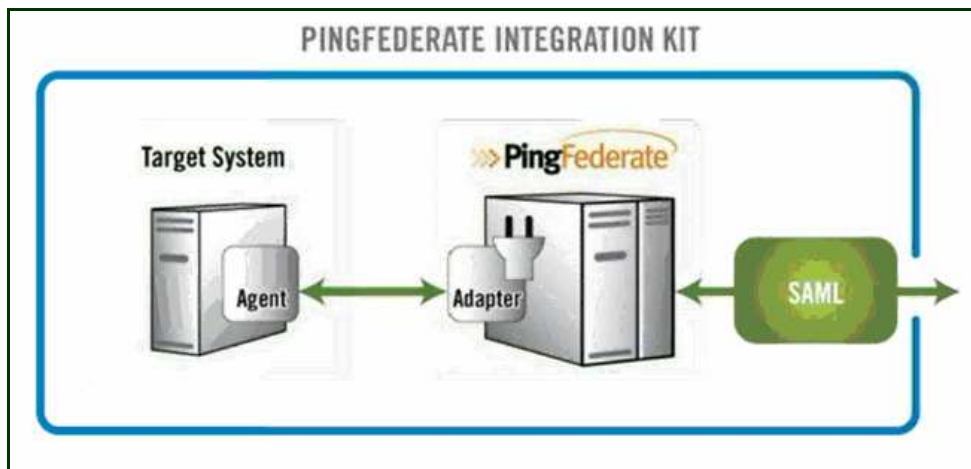 PINGFEDERATE INTEGRATION KIT
Target System
PingFederate
Agent
Adapter
SAML